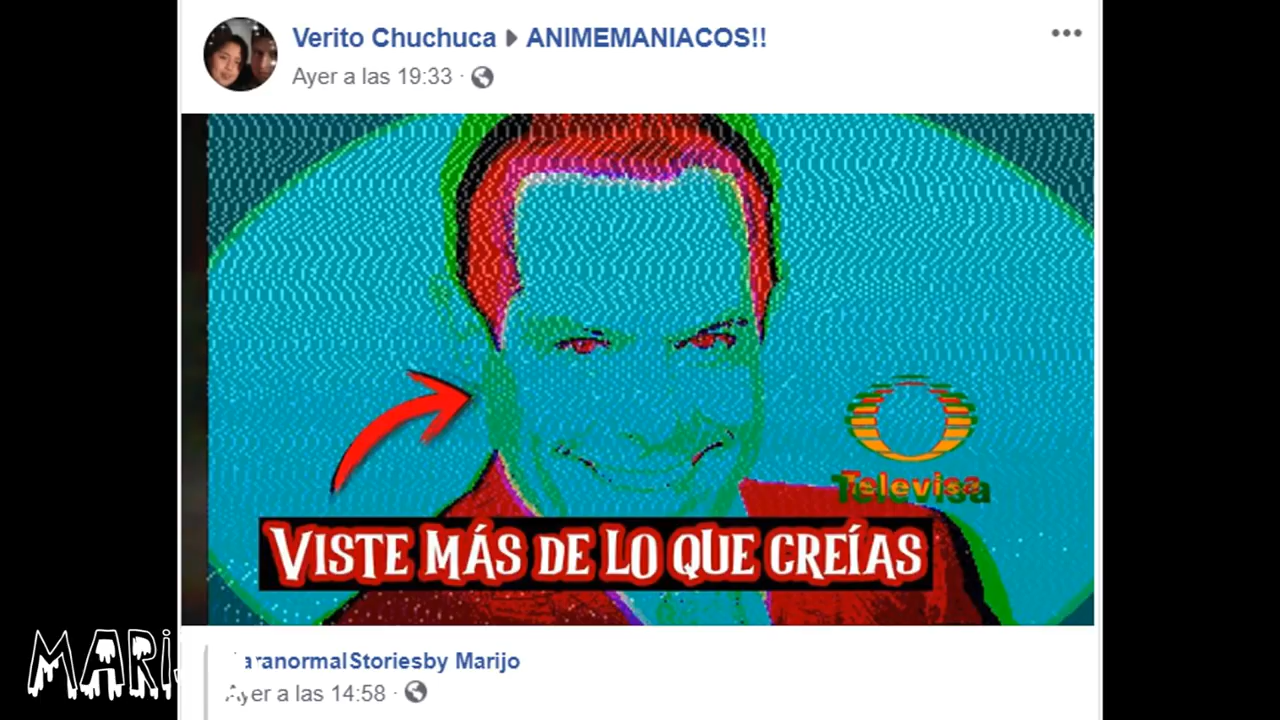 Verito Chuchuca ANIMEMANIACOS!!
Ayer a las 19:33 ·
Televisa
VISTE MÁS DE LO QUE CREÍAS
aranormalStoriesby Marijo
Ayer a las 14:58 ·
MARi